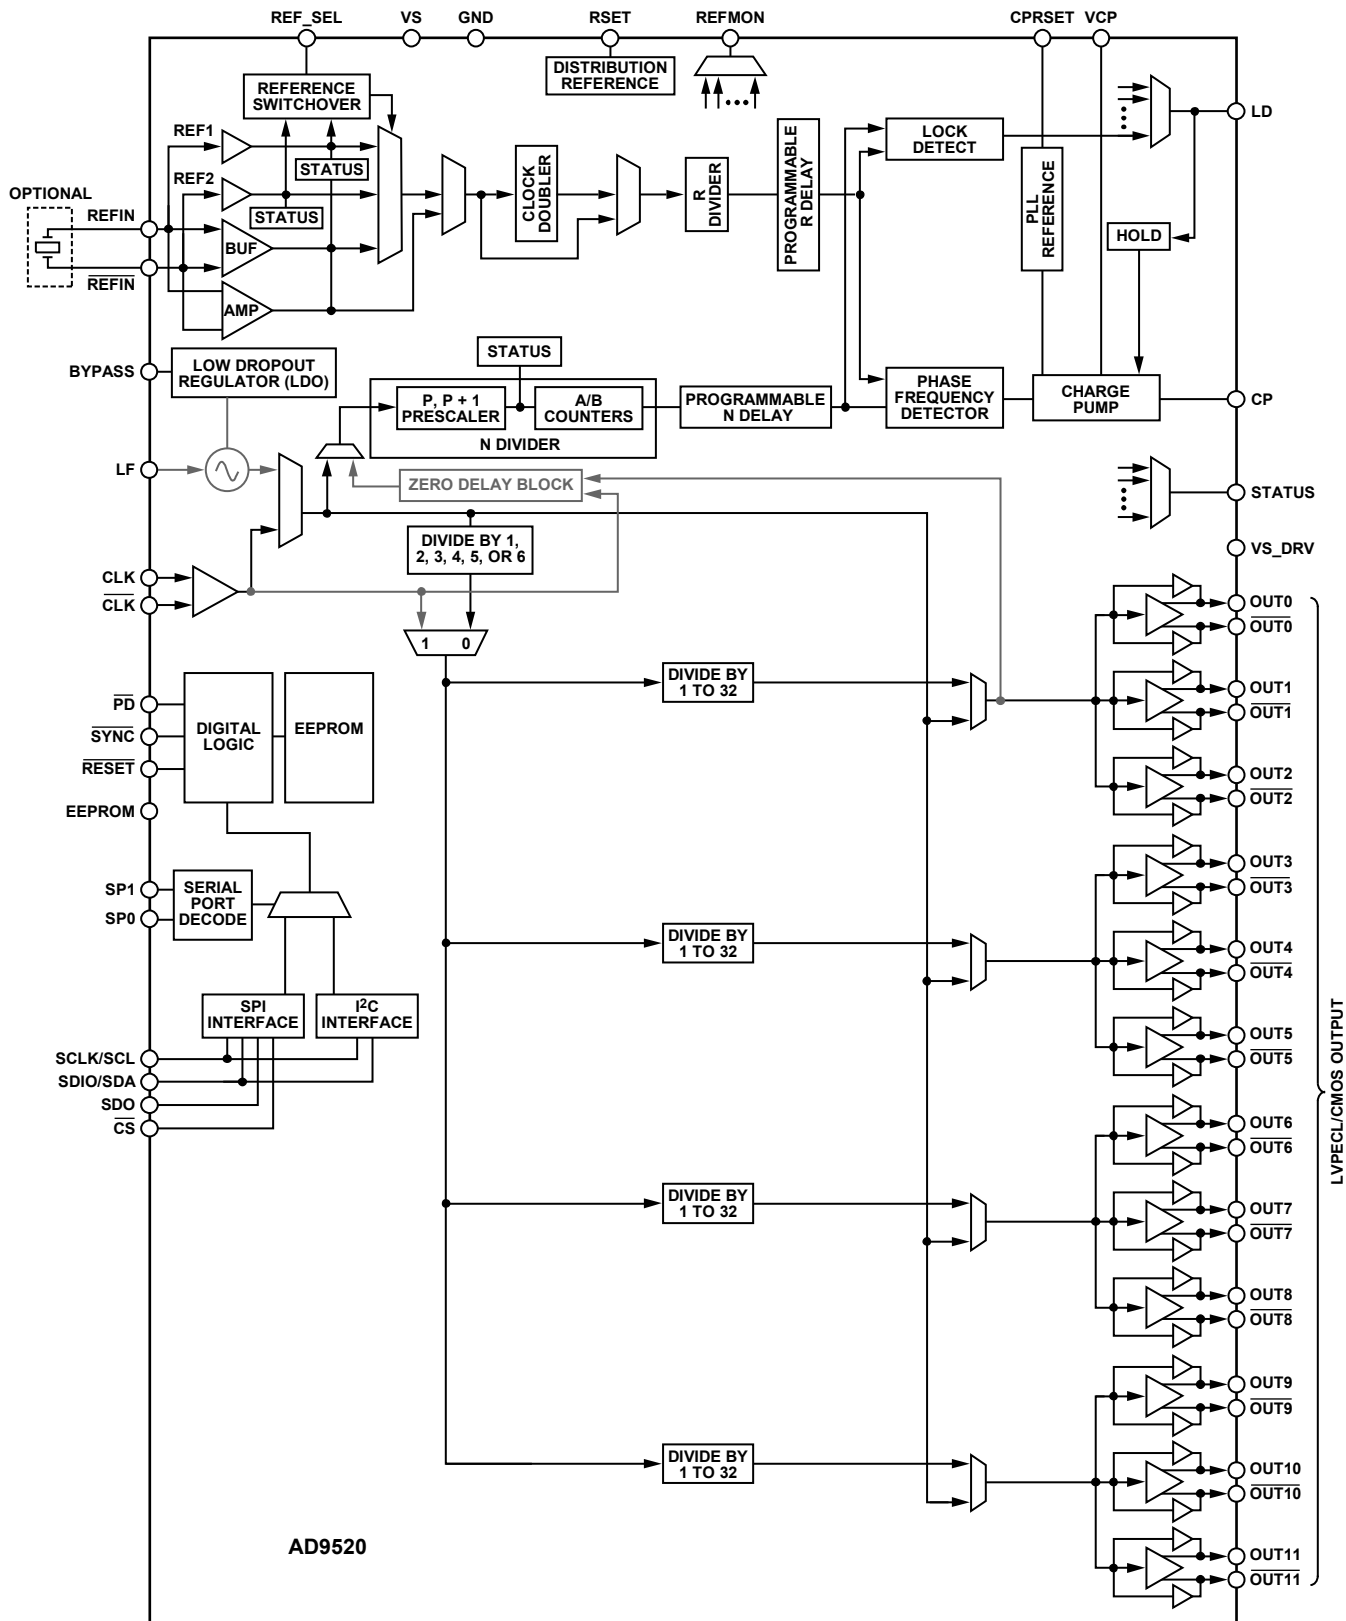 REF_SEL
VS
GND
RSET
REFMON
CPRSET
VCP
DISTRIBUTION
REFERENCE
REFERENCE
SWITCHOVER
REF1
REF2
STATUS
STATUS
BUF
AMP
OPTIONAL
REFIN
REFIN
CLOCK
DOUBLER
R
DIVIDER
PROGRAMMABLE
R DELAY
LOCK
DETECT
PLL
REFERENCE
LD
HOLD
BYPASS
LOW DROPOUT
REGULATOR (LDO)
STATUS
P, P + 1
PRESCALER
A/B
COUNTERS
N DIVIDER
PROGRAMMABLE
N DELAY
PHASE
FREQUENCY
DETECTOR
CHARGE
PUMP
CP
LF
ZERO DELAY BLOCK
STATUS
DIVIDE BY 1,
2, 3, 4, 5, OR 6
VS_DRV
CLK
CLK
1 0
OUT0
OUT0
PD
SYNC
RESET
EEPROM
DIGITAL
LOGIC
EEPROM
DIVIDE BY
1 TO 32
OUT1
OUT1
OUT2
OUT2
SP1
SP0
SERIAL
PORT
DECODE
OUT3
OUT3
DIVIDE BY
1 TO 32
OUT4
OUT4
SPI
INTERFACE
I2C
INTERFACE
OUT5
OUT5
SCLK/SCL
SDIO/SDA
SDO
CS
LVPECL/CMOS OUTPUT
OUT6
OUT6
DIVIDE BY
1 TO 32
OUT7
OUT7
OUT8
OUT8
OUT9
OUT9
DIVIDE BY
1 TO 32
OUT10
OUT10
AD9520
OUT11
OUT11